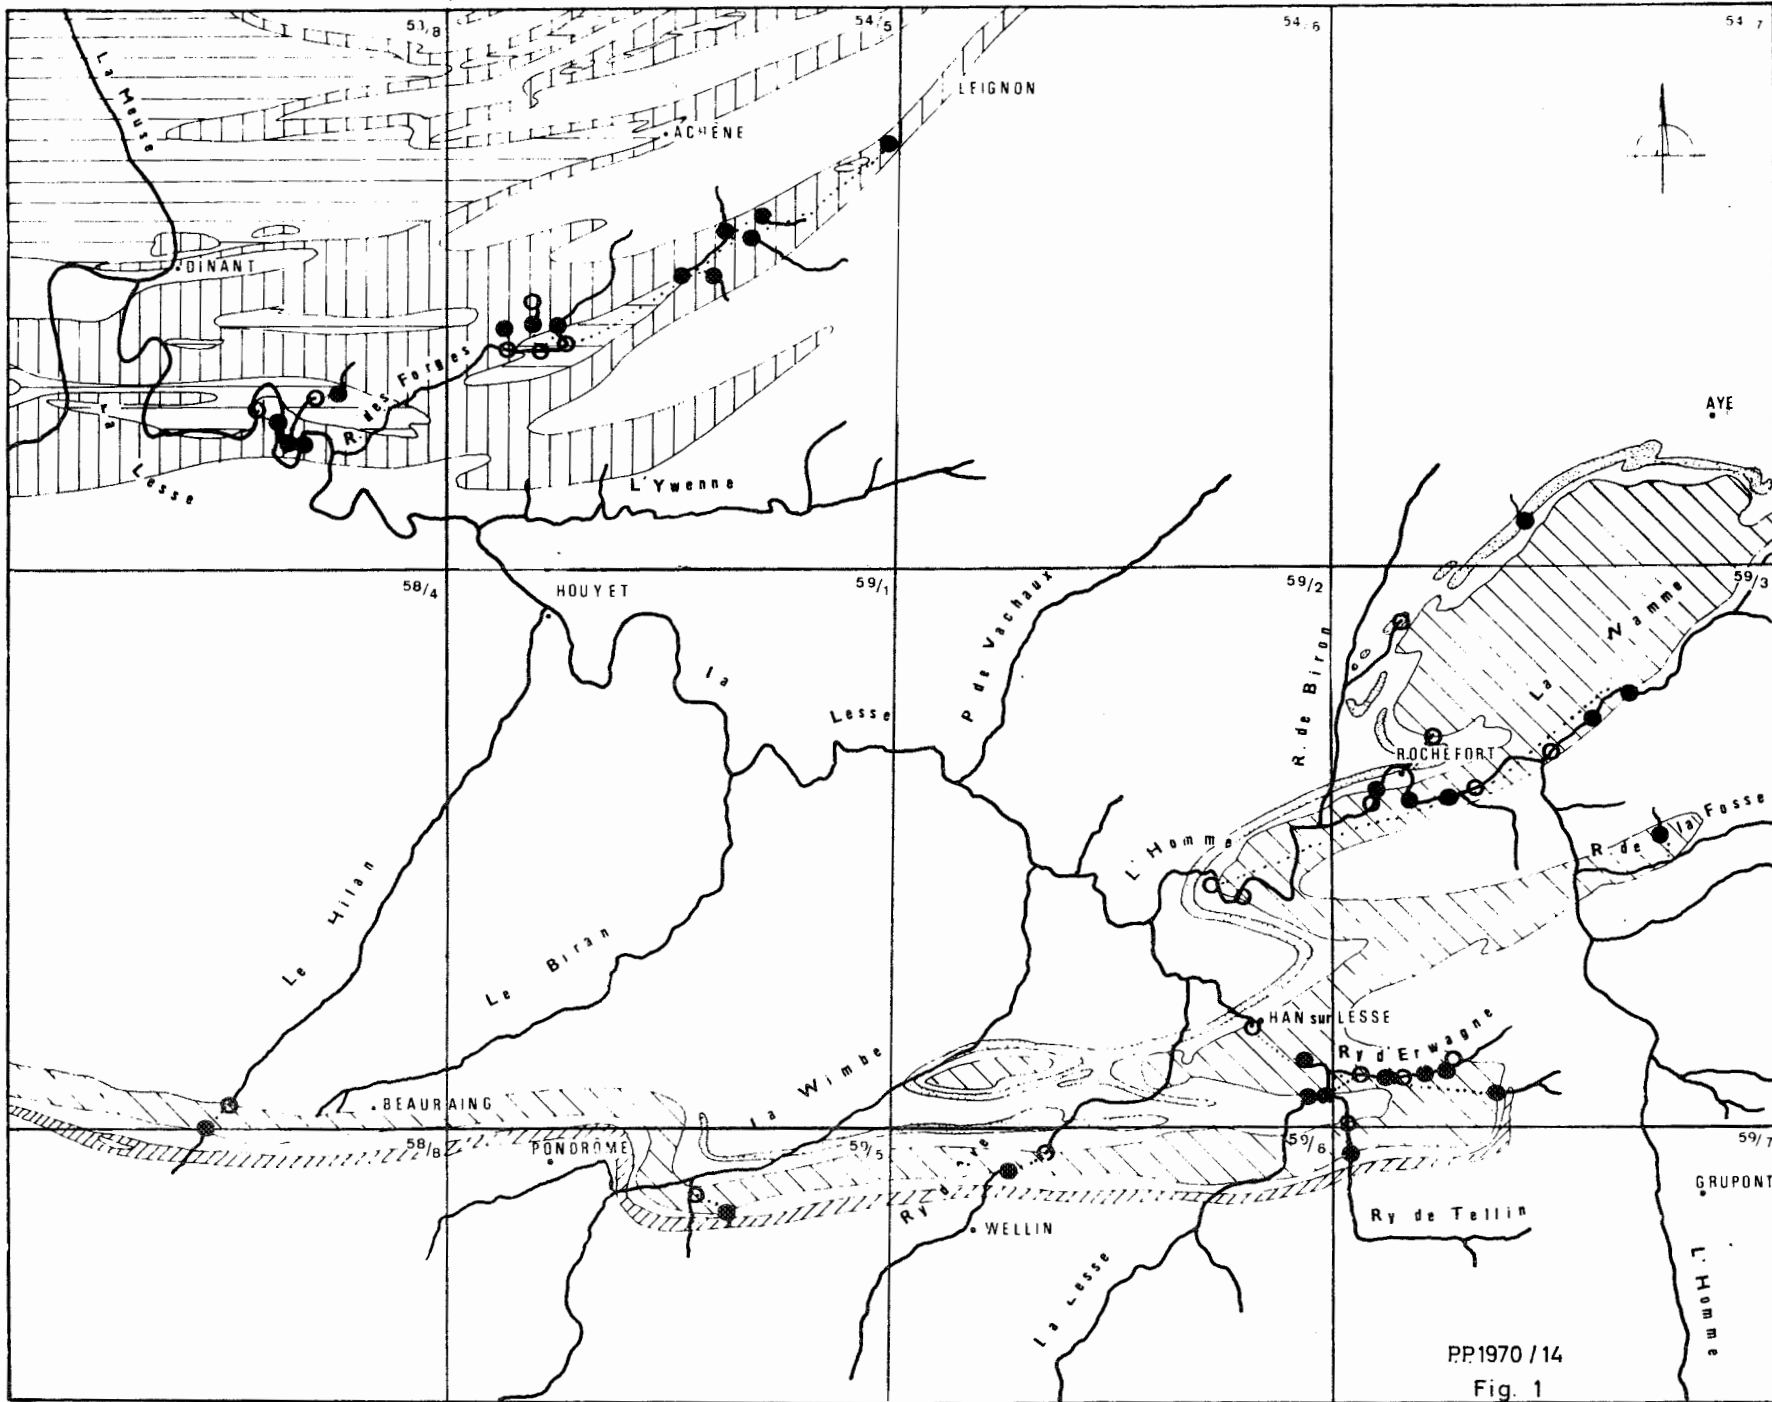 53/8
54/5
54/6
54/7
La Meuse
LEIGNON
ACHÈNE
DINANT
R. des Forges
AYE
La Lesse
L'Ywenne
58/4
59/1
59/2
59/3
HOUYET
P de Vachaux
R. de Biron
La Wamme
la Lesse
ROCHEFORT
L'Homme
R. de la Fosse
Le Hilan
Le Biran
HAN sur LESSE
Ry d'Erwagne
la Wimbe
BEAURAING
58/8
PONDRÔME
59/5
59/6
59/7
GRUPONT
WELLIN
Ry de Tellin
La Lesse
L'Homme
P.P.1970/14
Fig. 1